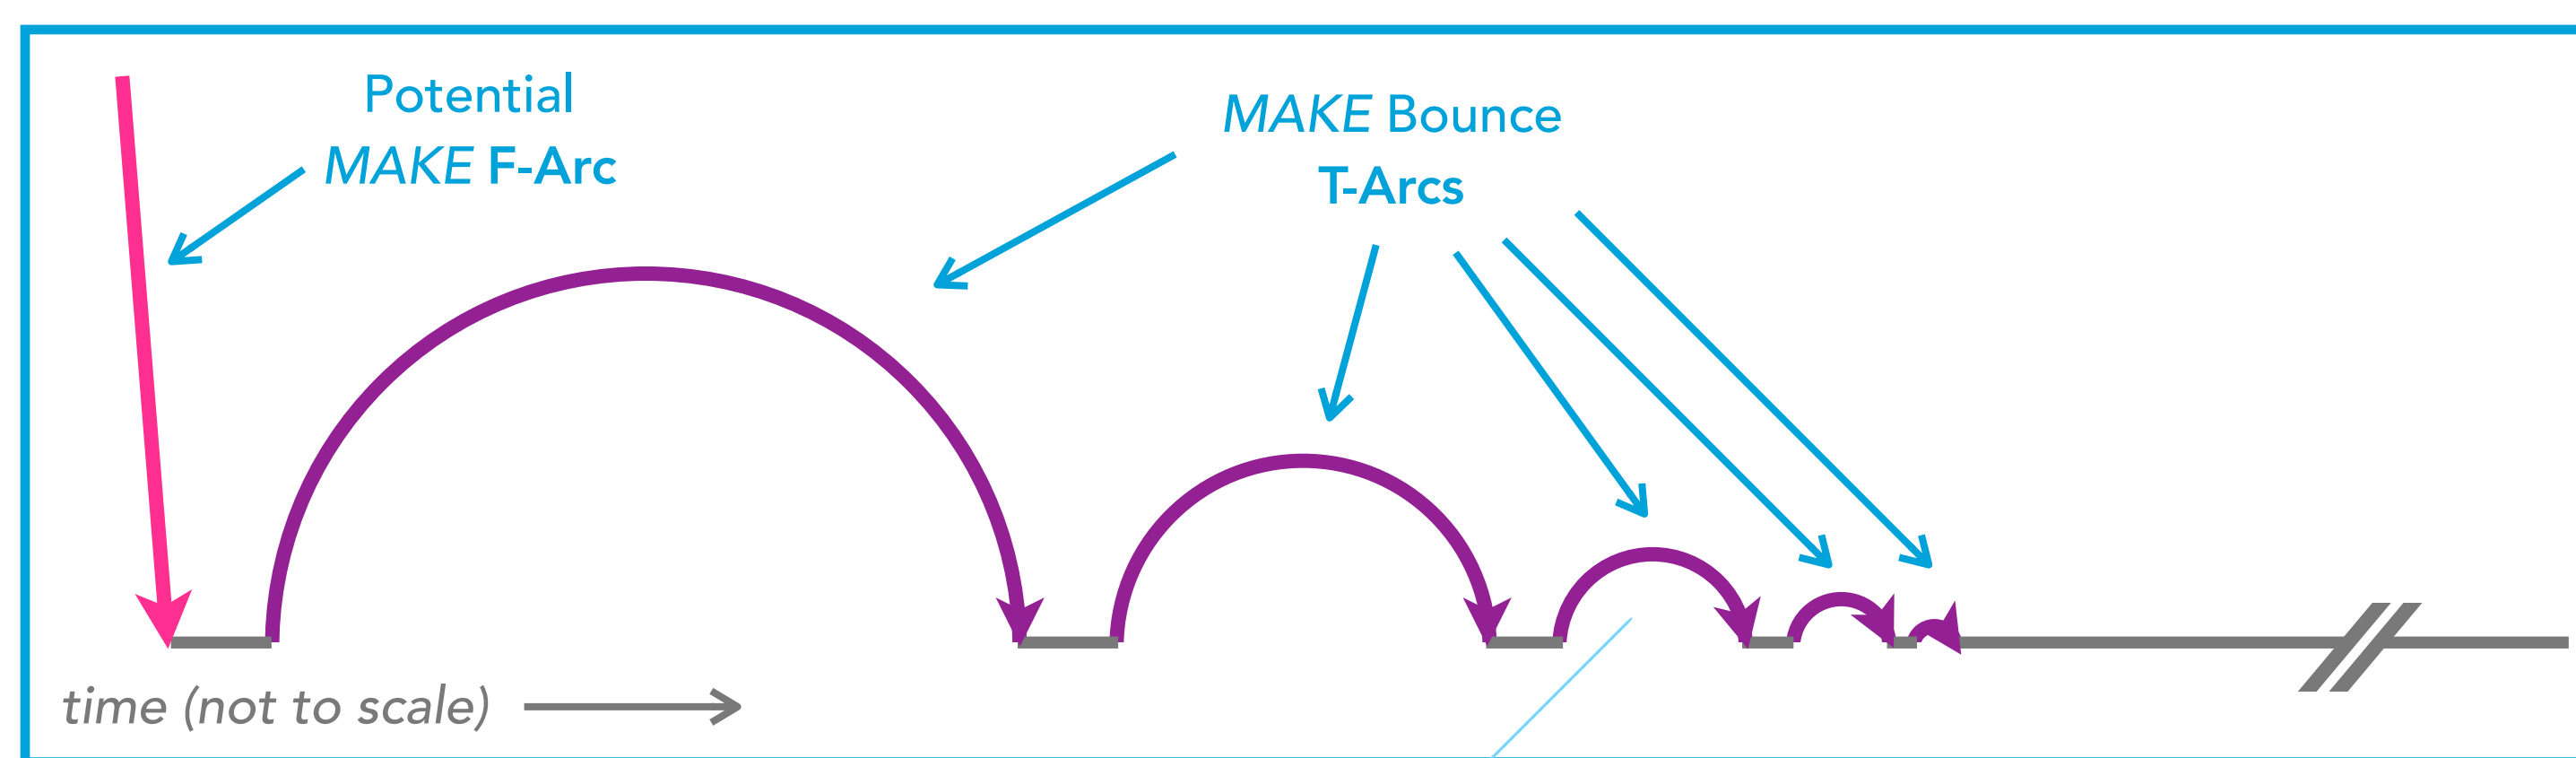 Potential
MAKE F-Arc
MAKE Bounce
T-Arcs
time (not to scale)